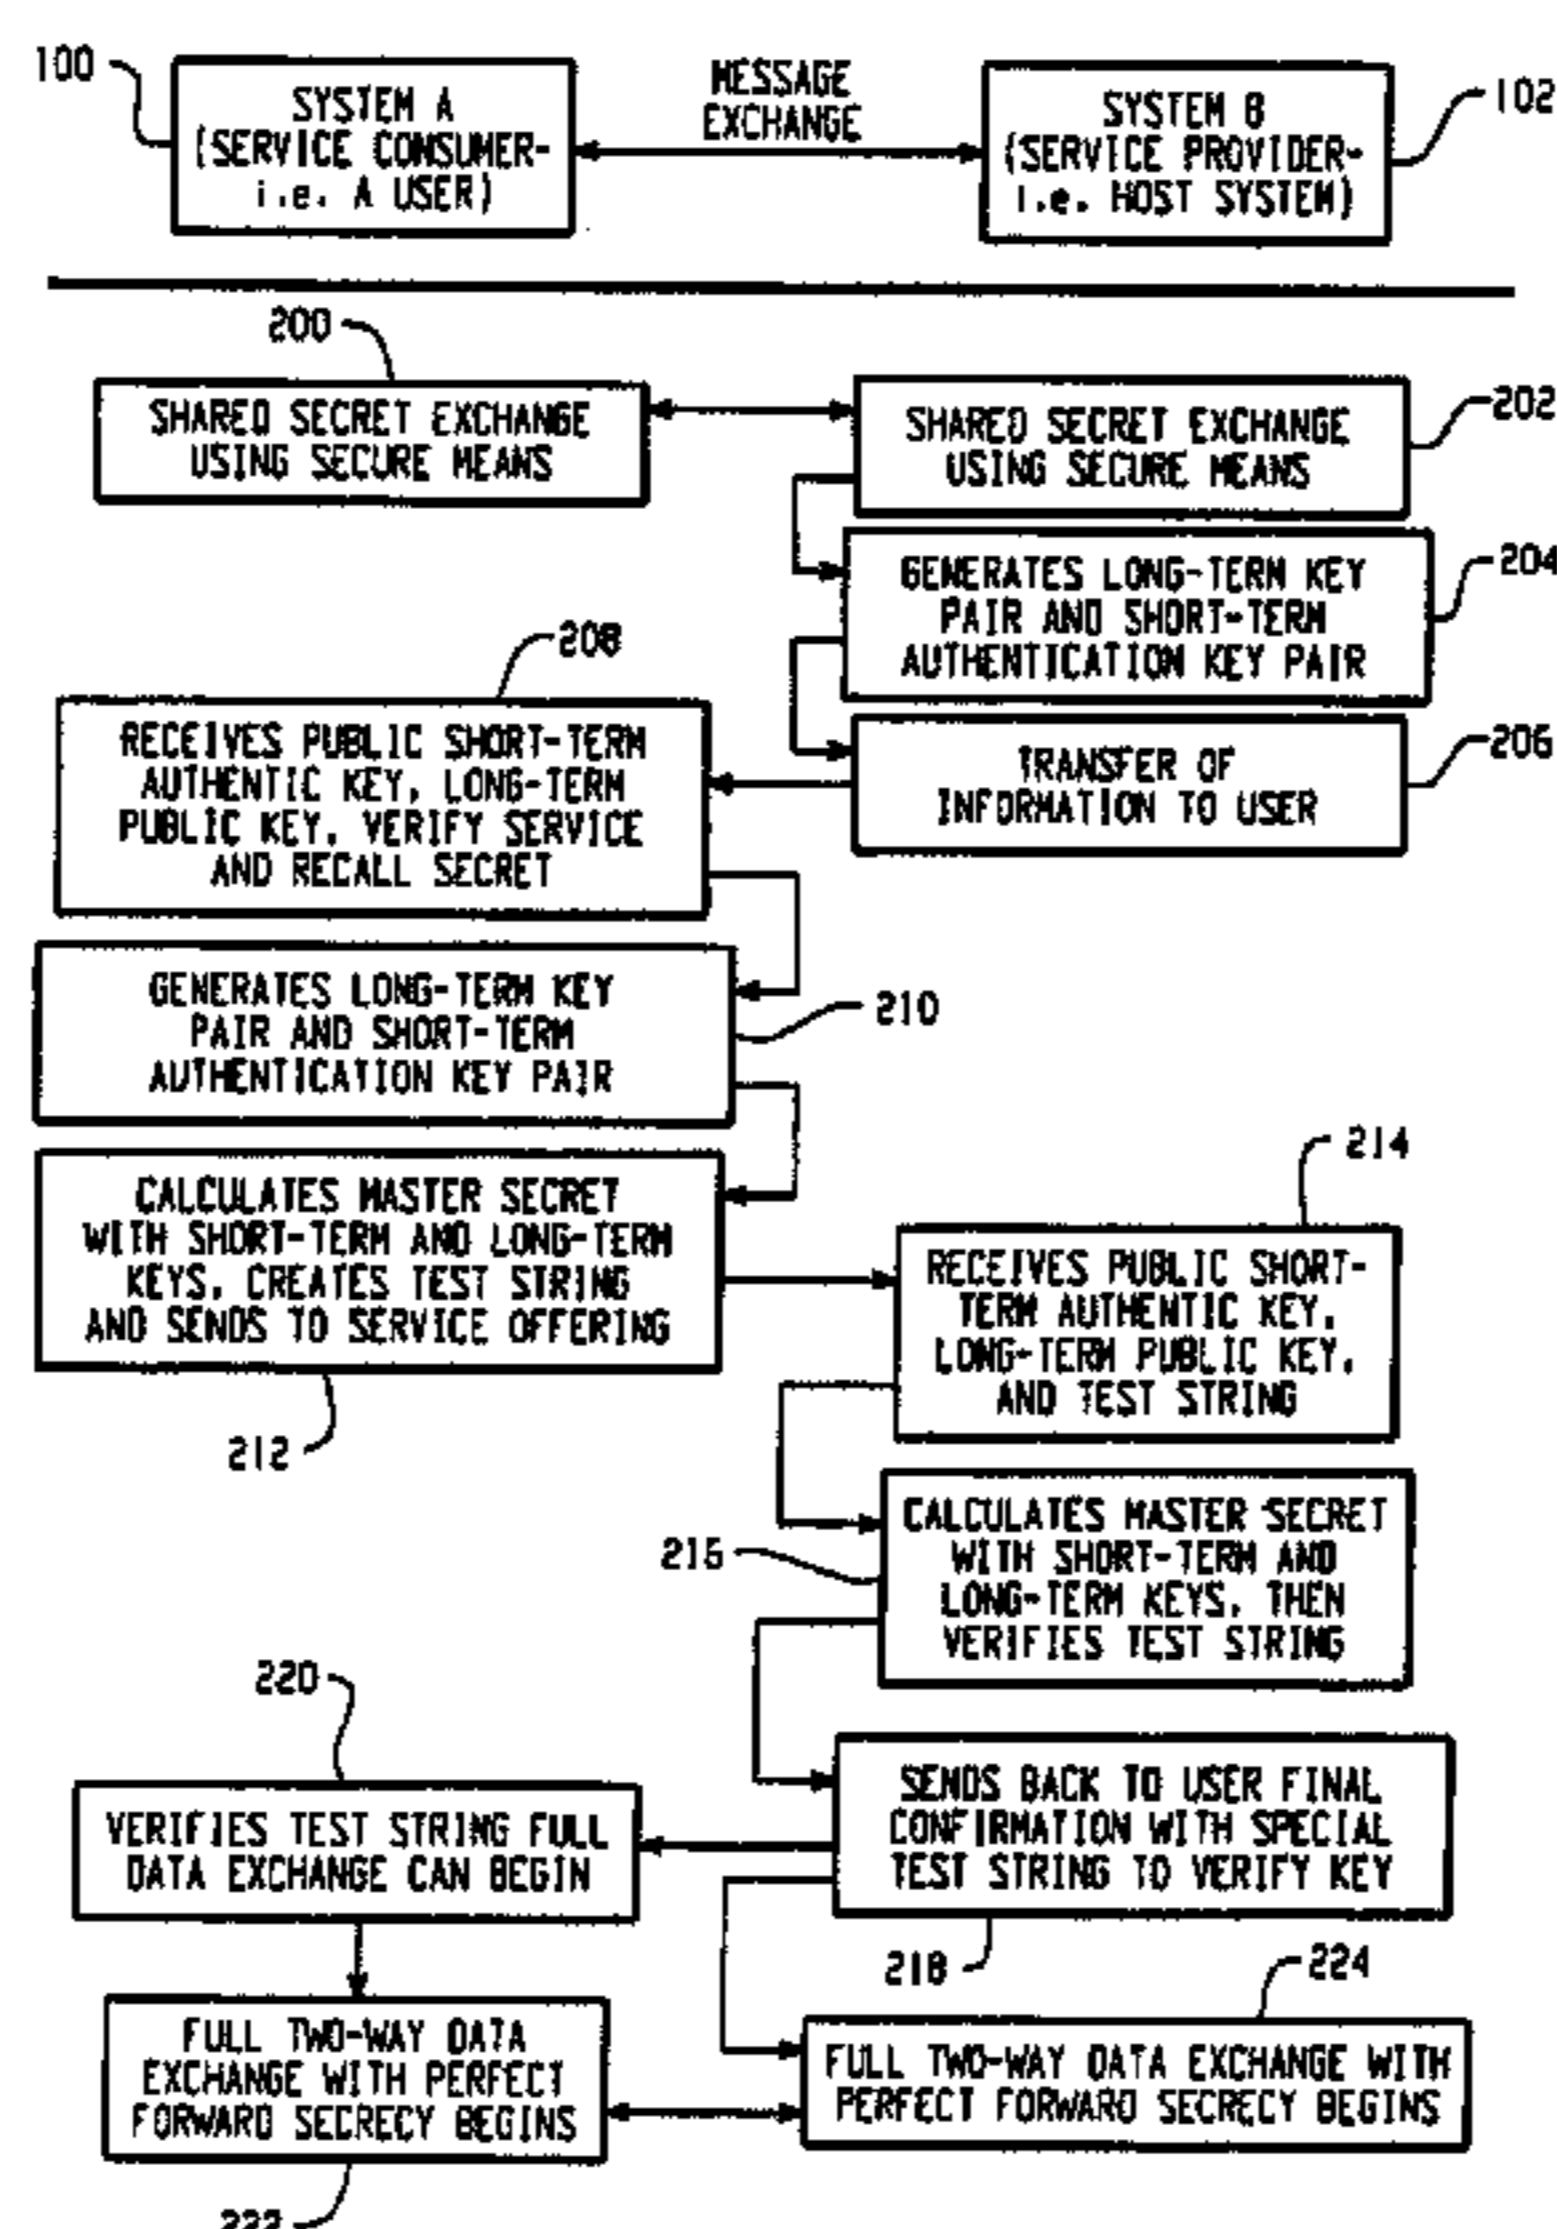 100
SYSTEM A
(SERVICE CONSUMER-
i.e. A USER)
MESSAGE
EXCHANGE
SYSTEM B
(SERVICE PROVIDER-
i.e. HOST SYSTEM)
102
200
SHARED SECRET EXCHANGE
USING SECURE MEANS
SHARED SECRET EXCHANGE
USING SECURE MEANS
202
GENERATES LONG-TERM KEY
PAIR AND SHORT-TERM
AUTHENTICATION KEY PAIR
204
TRANSFER OF
INFORMATION TO USER
206
208
RECEIVES PUBLIC SHORT-TERM
AUTHENTIC KEY, LONG-TERM
PUBLIC KEY, VERIFY SERVICE
AND RECALL SECRET
GENERATES LONG-TERM KEY
PAIR AND SHORT-TERM
AUTHENTICATION KEY PAIR
210
CALCULATES MASTER SECRET
WITH SHORT-TERM AND LONG-TERM
KEYS, CREATES TEST STRING
AND SENDS TO SERVICE OFFERING
212
214
RECEIVES PUBLIC SHORT-
TERM AUTHENTIC KEY,
LONG-TERM PUBLIC KEY,
AND TEST STRING
216
CALCULATES MASTER SECRET
WITH SHORT-TERM AND
LONG-TERM KEYS, THEN
VERIFIES TEST STRING
SENDS BACK TO USER FINAL
CONFIRMATION WITH SPECIAL
TEST STRING TO VERIFY KEY
218
220
VERIFIES TEST STRING FULL
DATA EXCHANGE CAN BEGIN
FULL TWO-WAY DATA
EXCHANGE WITH PERFECT
FORWARD SECRECY BEGINS
222
224
FULL TWO-WAY DATA EXCHANGE WITH
PERFECT FORWARD SECRECY BEGINS